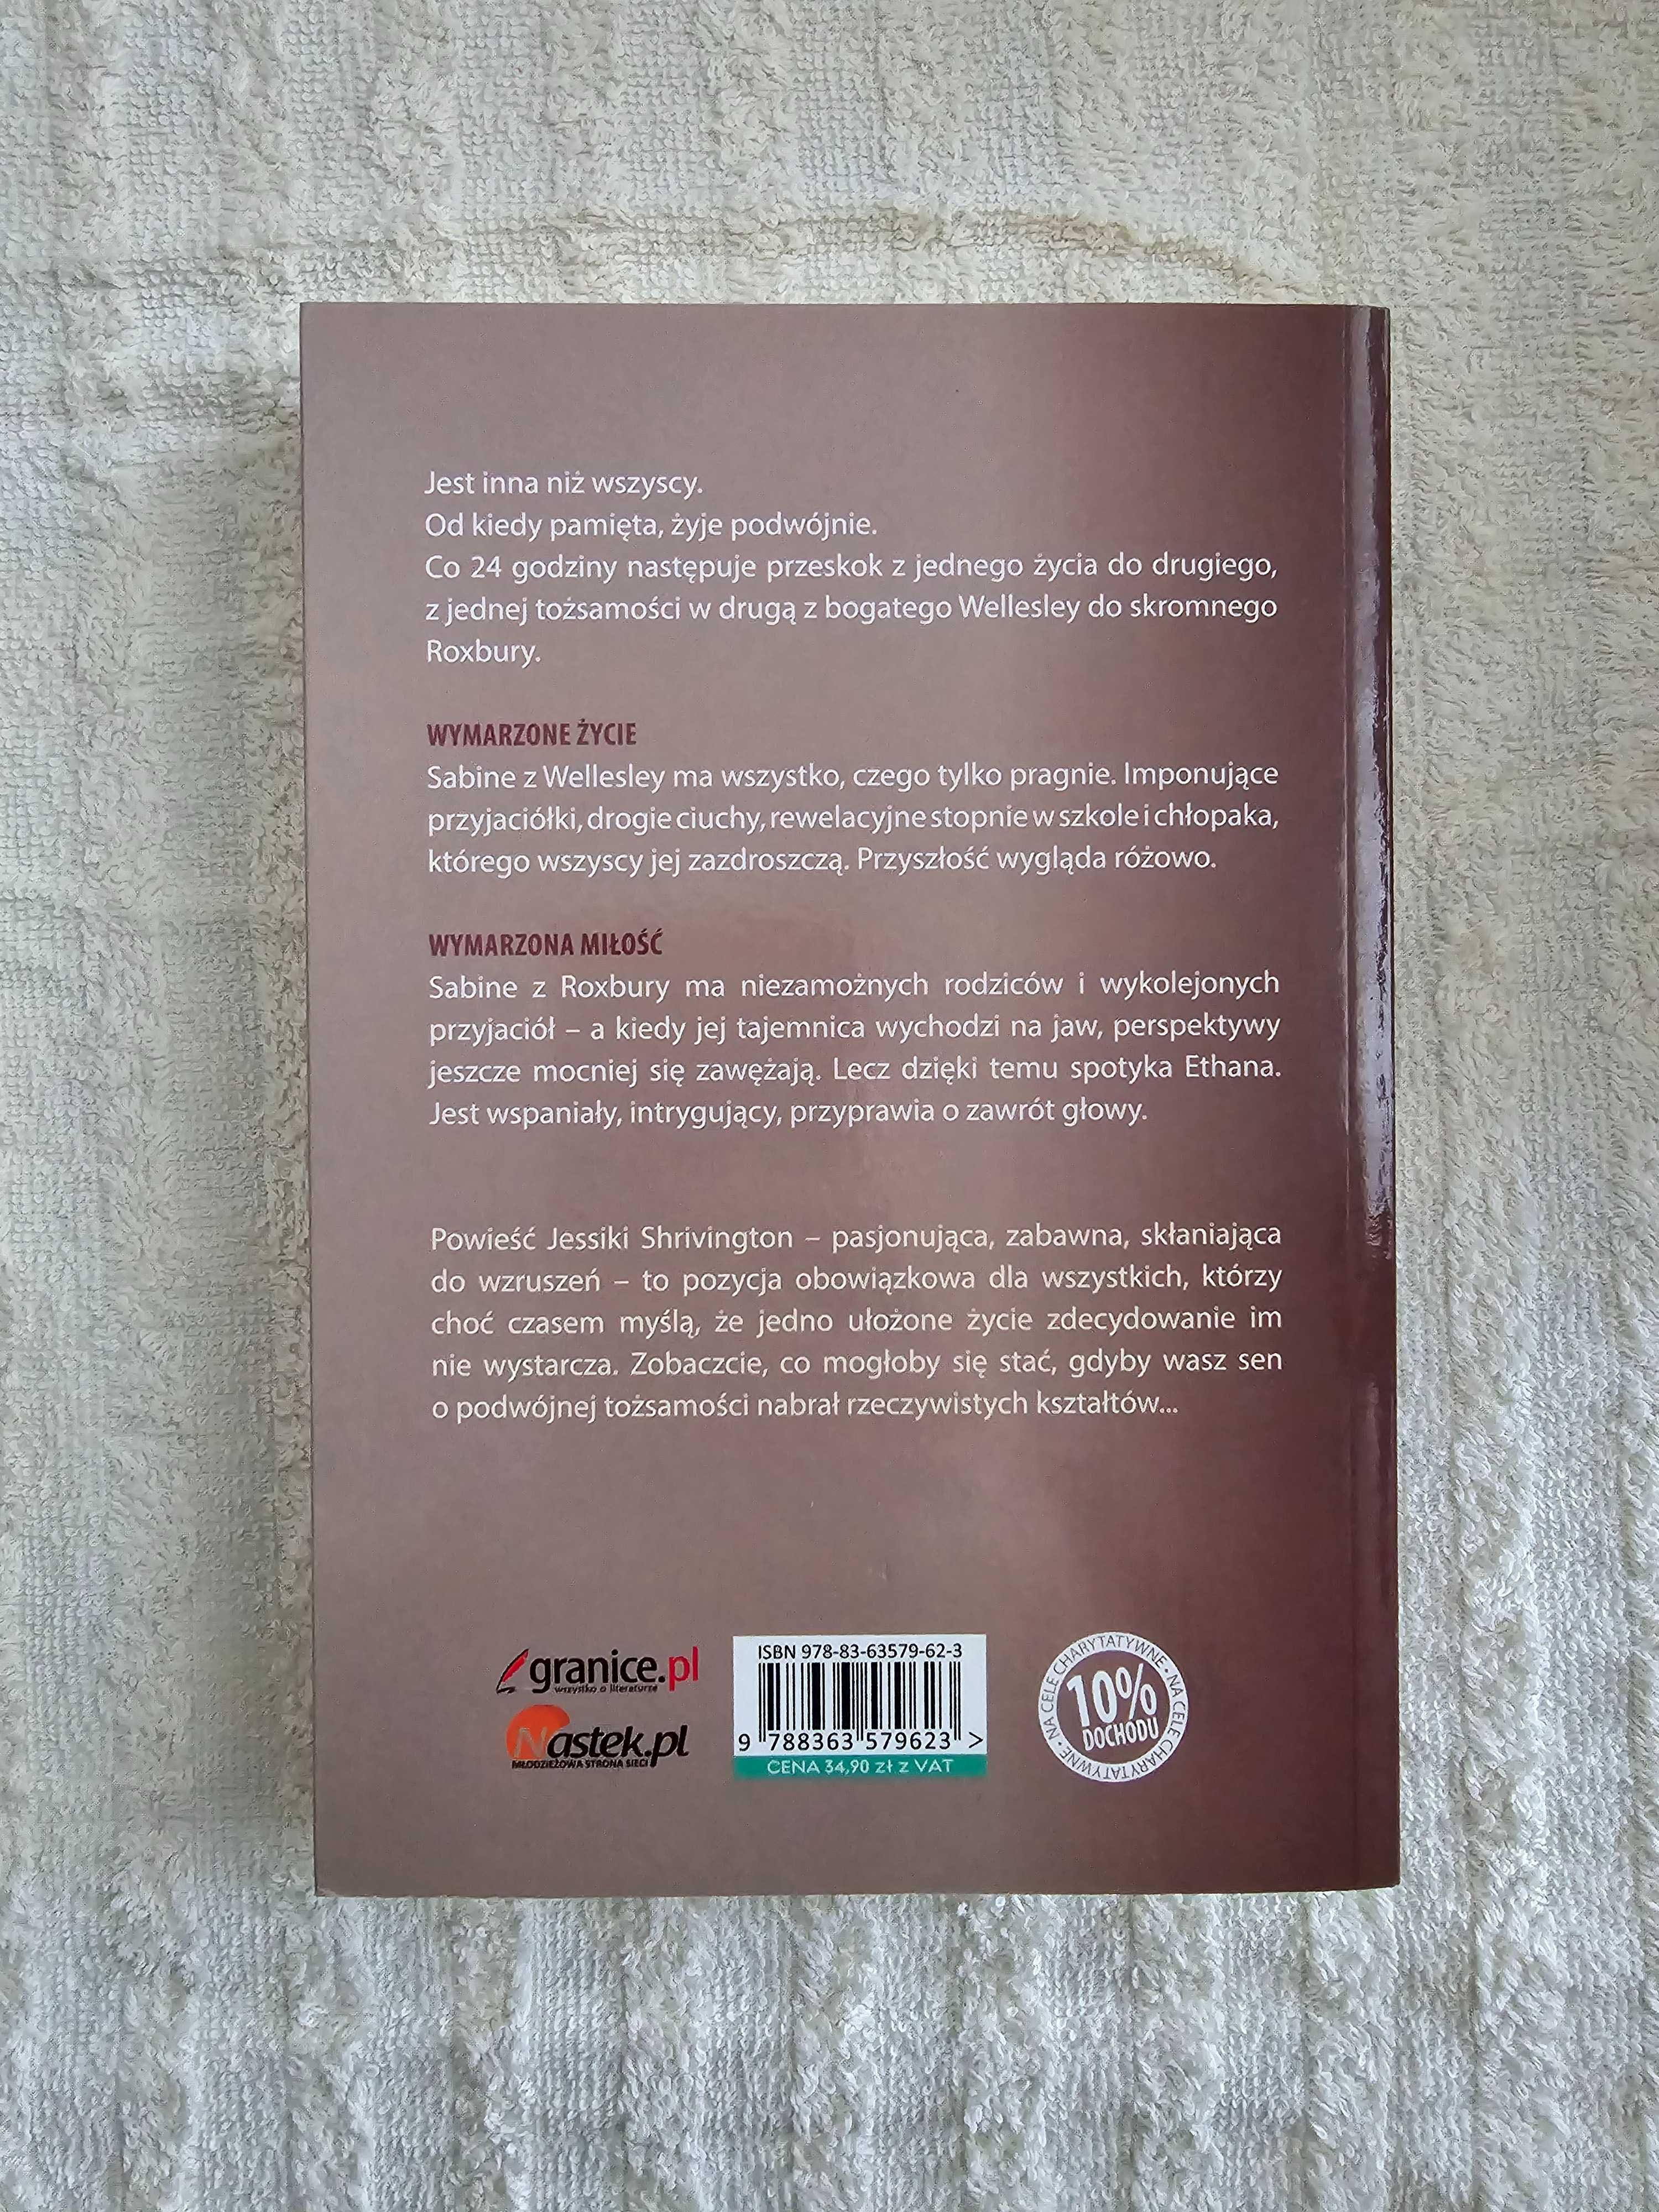 Jest inna niż wszyscy.
Od kiedy pamięta, żyje podwójnie.
Co 24 godziny następuje przeskok z jednego życia do drugiego,
z jednej tożsamości w drugą z bogatego Wellesley do skromnego
Roxbury.
WYMARZONE ŻYCIE
Sabine z Wellesley ma wszystko, czego tylko pragnie. Imponujące
przyjaciółki, drogie ciuchy, rewelacyjne stopnie w szkole i chłopaka,
którego wszyscy jej zazdroszczą. Przyszłość wygląda różowo.
WYMARZONA MIŁOŚĆ
Sabine z Roxbury ma niezamożnych rodziców i wykolejonych
przyjaciół – a kiedy jej tajemnica wychodzi na jaw, perspektywy
jeszcze mocniej się zawężają. Lecz dzięki temu spotyka Ethana.
Jest wspaniały, intrygujący, przyprawia o zawrót głowy.
Powieść Jessiki Shrivington – pasjonująca, zabawna, skłaniająca
do wzruszeń – to pozycja obowiązkowa dla wszystkich, którzy
choć czasem myślą, że jedno ułożone życie zdecydowanie im
nie wystarcza. Zobaczcie, co mogłoby się stać, gdyby wasz sen
o podwójnej tożsamości nabrał rzeczywistych kształtów...
granice.pl
wszystko o literaturze
Nastek.pl
MŁODZIEŻOWA STRONA SIECI
ISBN 978-83-63579-62-3
9 788363 579623 >
CENA 34,90 zł z VAT
NA CELE CHARYTATYWNE • NA CELE CHARYTATYWNE •
10%
DOCHODU